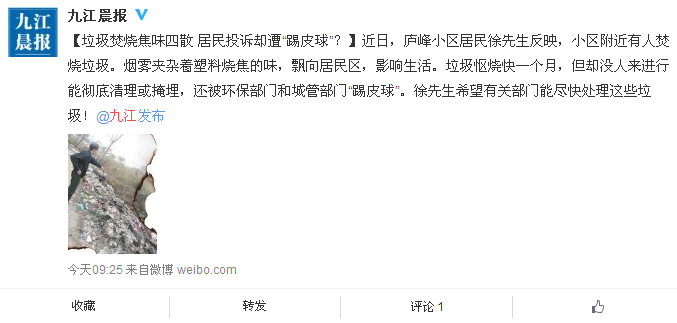 九江晨报
九江
晨报
【垃圾焚烧焦味四散 居民投诉却遭“踢皮球”？】近日，庐峰小区居民徐先生反映，小区附近有人焚
烧垃圾。烟雾夹杂着塑料烧焦的味，飘向居民区，影响生活。垃圾怄烧快一个月，但却没人来进行
能彻底清理或掩埋，还被环保部门和城管部门“踢皮球”。徐先生希望有关部门能尽快处理这些垃
圾！@九江发布
今天09:25 来自微博 weibo.com
收藏 转发 评论 1